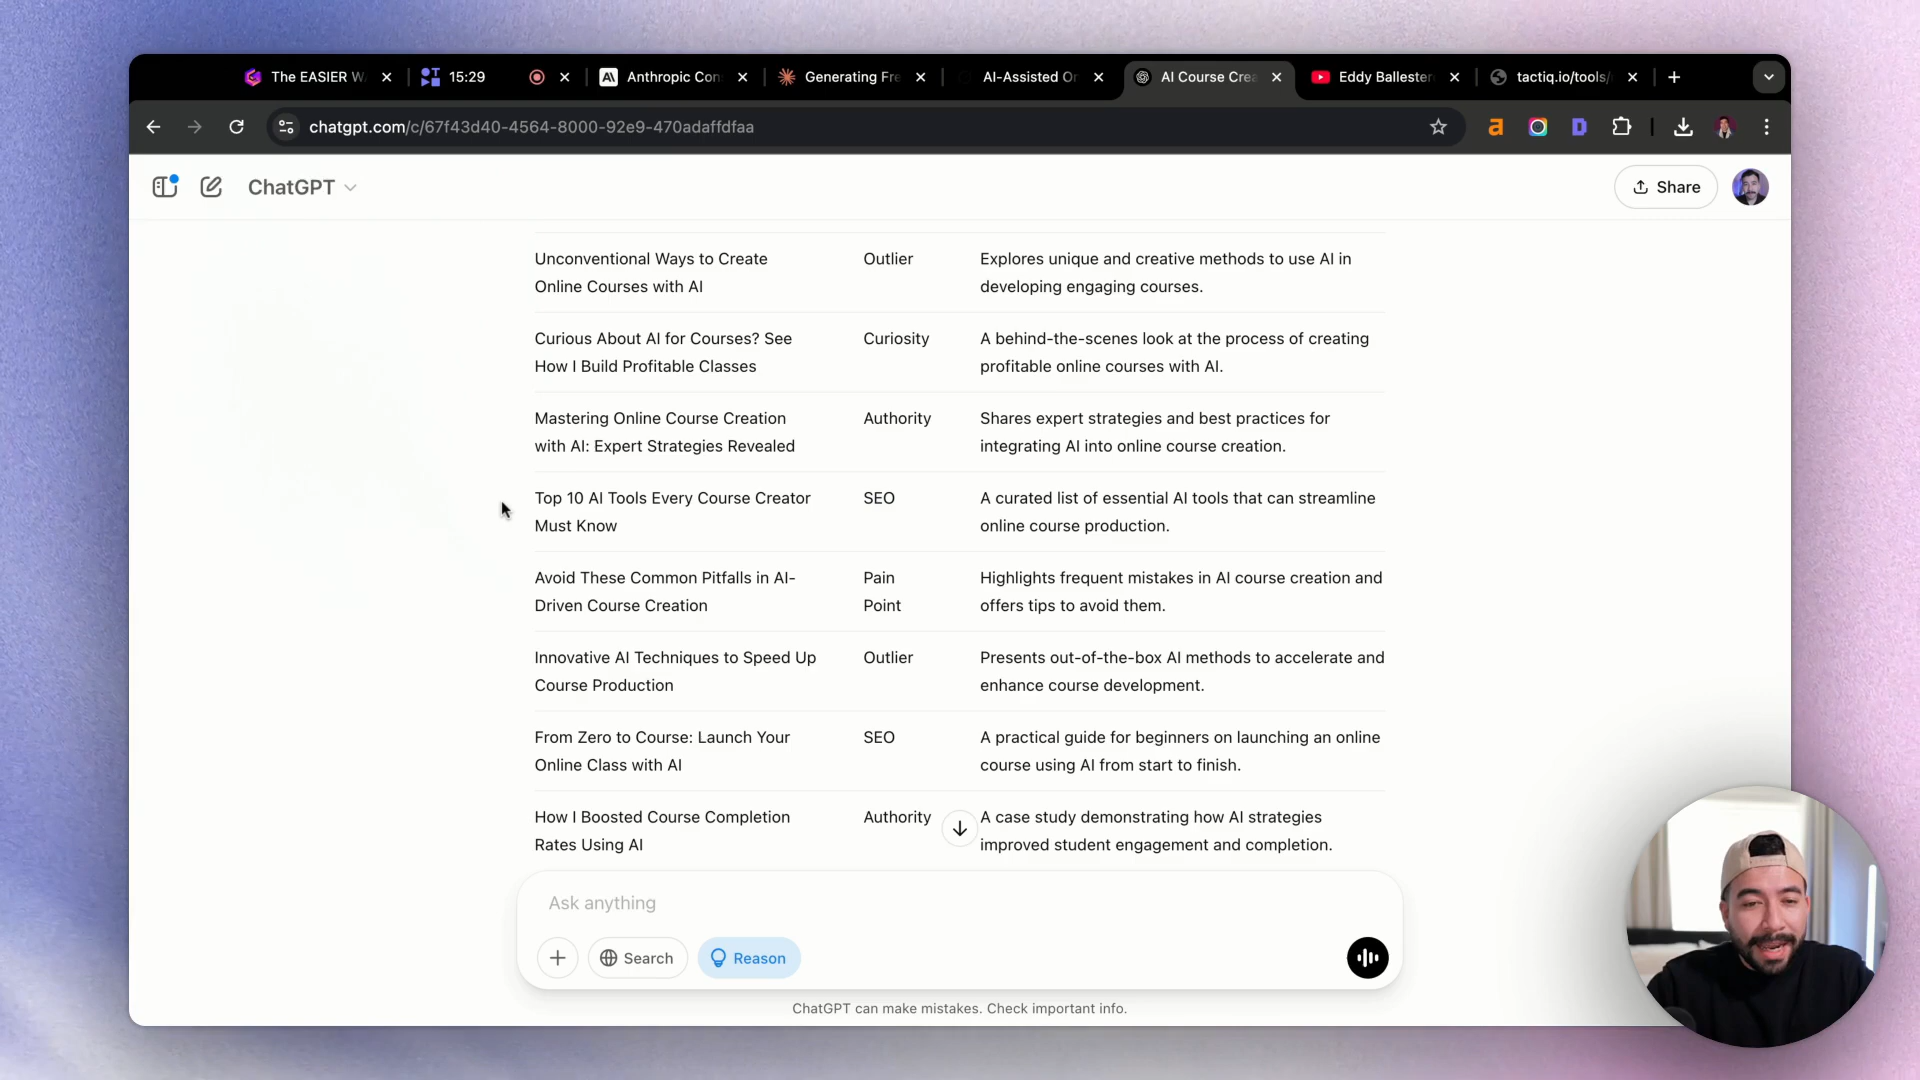 The EASIER W
15:29
Anthropic Con
Generating Fre
AI-Assisted On
AI Course Crea
Eddy Ballester
tactiq.io/tools/
chatgpt.com/c/67f43d40-4564-8000-92e9-470adaffdfaa
ChatGPT
Share
Unconventional Ways to Create
Online Courses with AI
Outlier
Explores unique and creative methods to use AI in
developing engaging courses.
Curious About AI for Courses? See
How I Build Profitable Classes
Curiosity
A behind-the-scenes look at the process of creating
profitable online courses with AI.
Mastering Online Course Creation
with AI: Expert Strategies Revealed
Authority
Shares expert strategies and best practices for
integrating AI into online course creation.
Top 10 AI Tools Every Course Creator
Must Know
SEO
A curated list of essential AI tools that can streamline
online course production.
Avoid These Common Pitfalls in AI-
Driven Course Creation
Pain
Point
Highlights frequent mistakes in AI course creation and
offers tips to avoid them.
Innovative AI Techniques to Speed Up
Course Production
Outlier
Presents out-of-the-box AI methods to accelerate and
enhance course development.
From Zero to Course: Launch Your
Online Class with AI
SEO
A practical guide for beginners on launching an online
course using AI from start to finish.
How I Boosted Course Completion
Rates Using AI
Authority
A case study demonstrating how AI strategies
improved student engagement and completion.
Ask anything
Search
Reason
ChatGPT can make mistakes. Check important info.